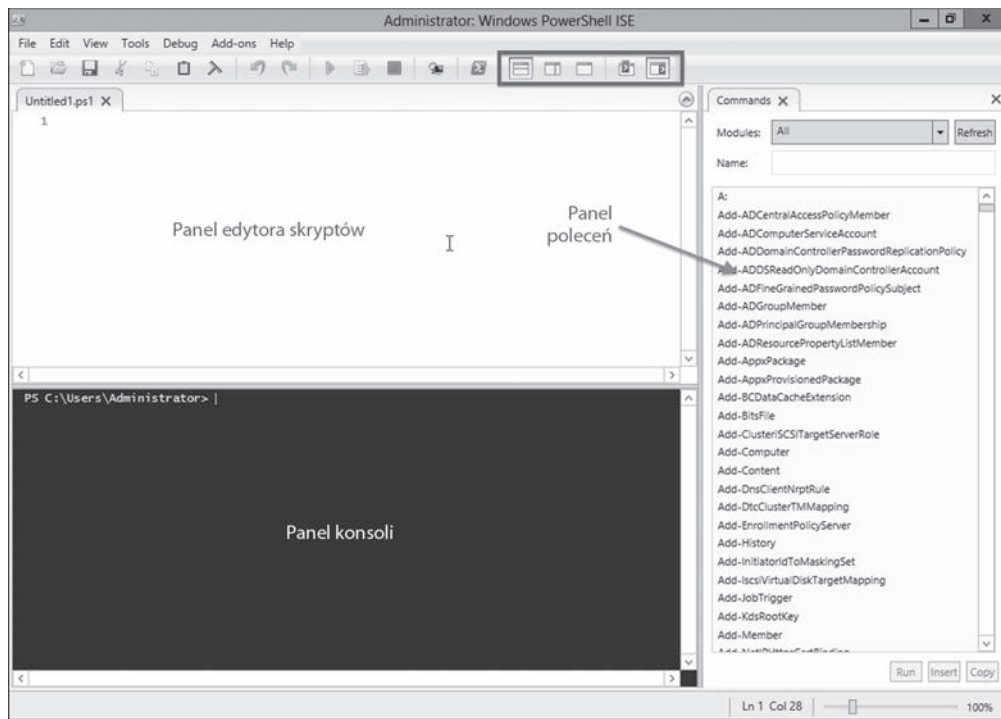 Administrator: Windows PowerShell ISE
File Edit View Tools Debug Add-ons Help
Untitled1.ps1 X
1
Panel edytora skryptów
Panel
poleceń
PS C:\Users\Administrator>
Panel konsoli
Commands X
Modules: All Refresh
Name:
A:
Add-ADCentralAccessPolicyMember
Add-ADComputerServiceAccount
Add-ADDomainControllerPasswordReplicationPolicy
Add-ADDSReadOnlyDomainControllerAccount
Add-ADFineGrainedPasswordPolicySubject
Add-ADGroupMember
Add-ADPrincipalGroupMembership
Add-ADResourcePropertyListMember
Add-AppxPackage
Add-AppxProvisionedPackage
Add-BCDataCacheExtension
Add-BitsFile
Add-ClusteriSCSITargetServerRole
Add-Computer
Add-Content
Add-DnsClientNrptRule
Add-DtcClusterTMMapping
Add-EnrollmentPolicyServer
Add-History
Add-InitiatorIdToMaskingSet
Add-IscsiVirtualDiskTargetMapping
Add-JobTrigger
Add-KdsRootKey
Add-Member
Run Insert Copy
Ln 1 Col 28 100%